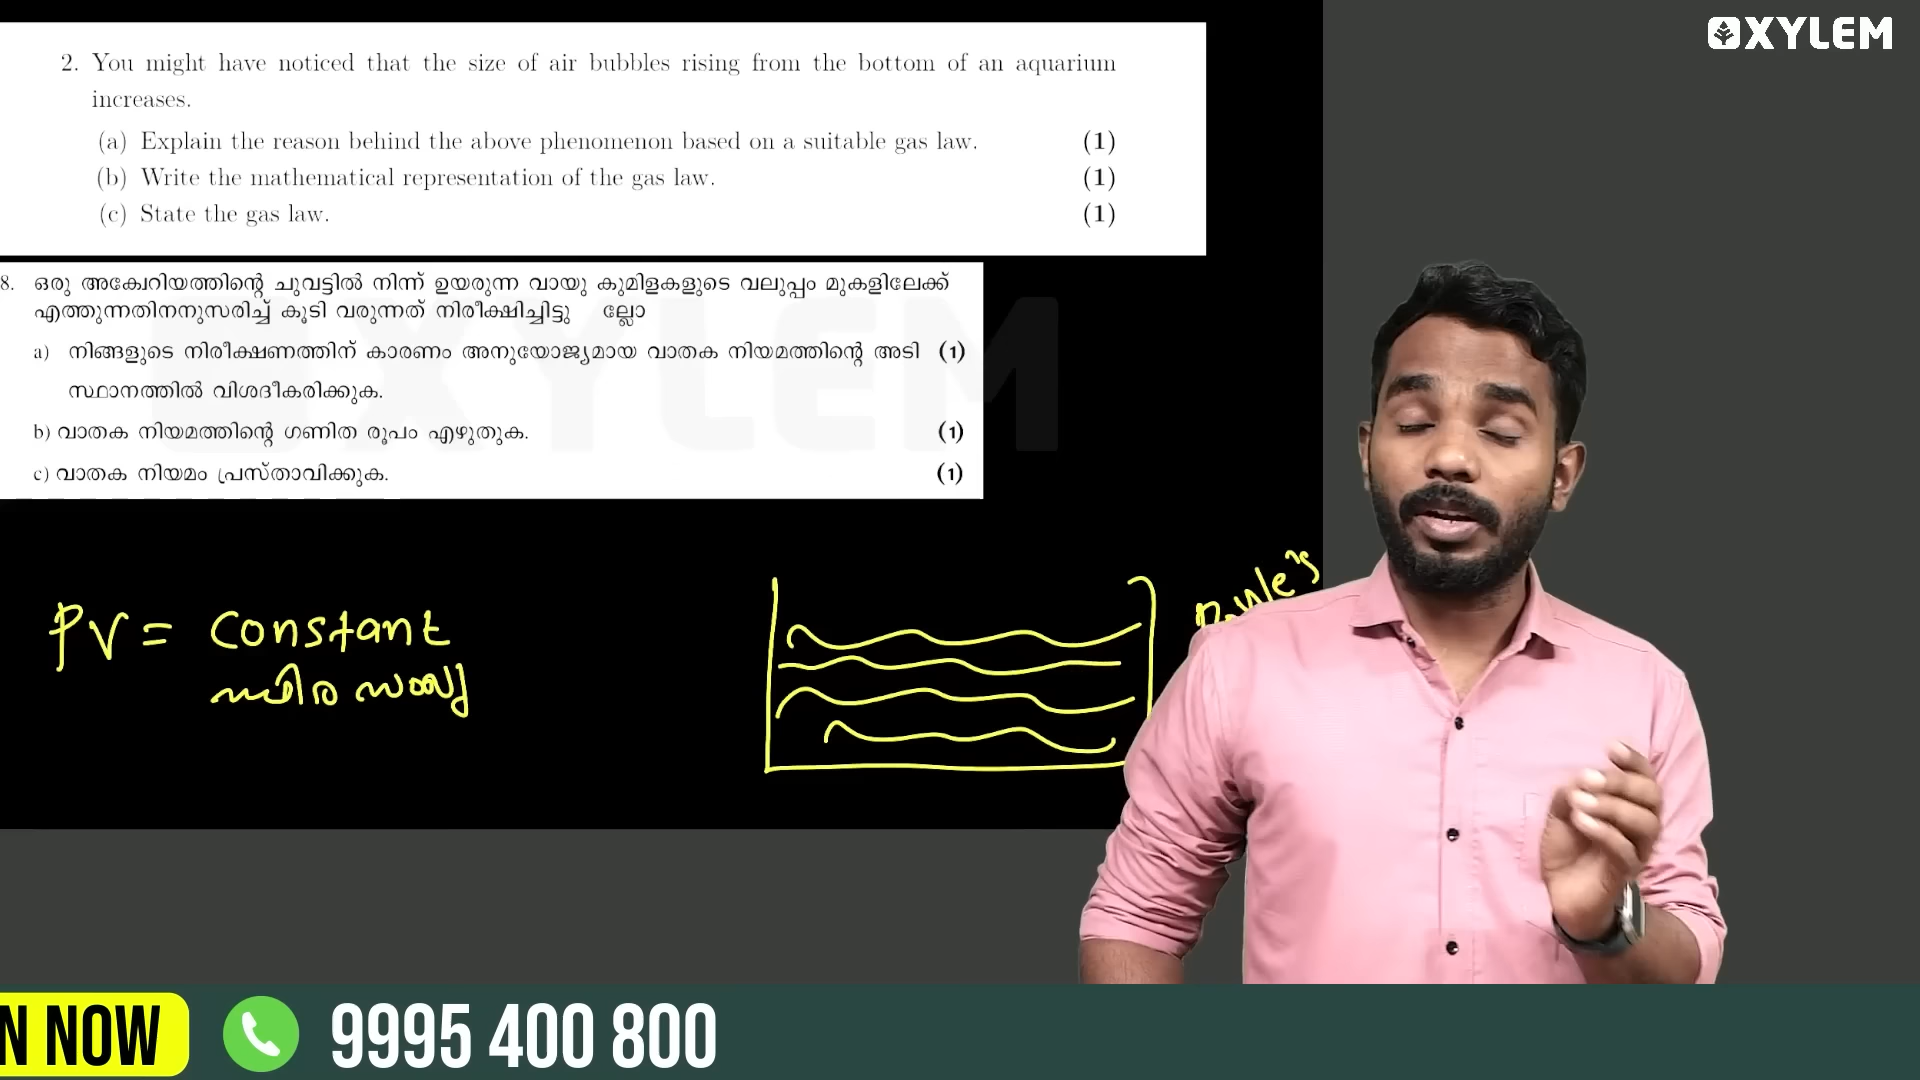 XYLEM
2. You might have noticed that the size of air bubbles rising from the bottom of an aquarium
increases.
(a) Explain the reason behind the above phenomenon based on a suitable gas law. (1)
(b) Write the mathematical representation of the gas law. (1)
(c) State the gas law. (1)
8. ഒരു അക്വേറിയത്തിന്റെ ചുവട്ടിൽ നിന്ന് ഉയരുന്ന വായു കുമിളകളുടെ വലുപ്പം മുകളിലേക്ക്
എത്തുന്നതിനനുസരിച്ച് കൂടി വരുന്നത് നിരീക്ഷിച്ചിട്ടു ല്ലോ
a) നിങ്ങളുടെ നിരീക്ഷണത്തിന് കാരണം അനുയോജ്യമായ വാതക നിയമത്തിന്റെ അടി (1)
സ്ഥാനത്തിൽ വിശദീകരിക്കുക.
b) വാതക നിയമത്തിന്റെ ഗണിത രൂപം എഴുതുക. (1)
c) വാതക നിയമം പ്രസ്താവിക്കുക. (1)
XYLEM
PV = Constant
സ്ഥിര സംഖ്യ
N NOW
9995 400 800